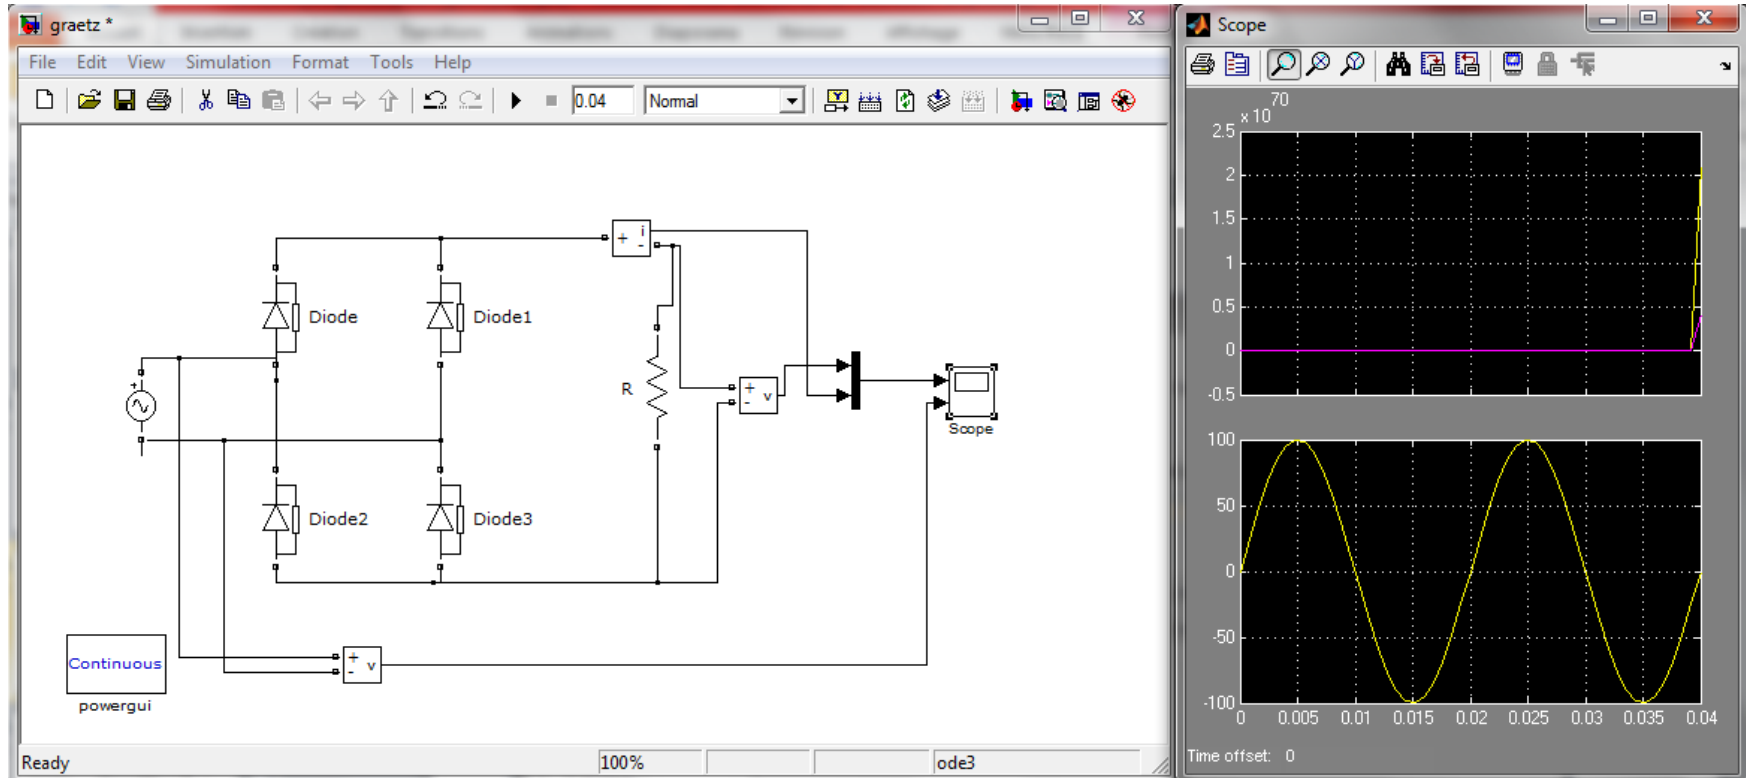 graetz *
File Edit View Simulation Format Tools Help
0.04 Normal
+ i -
Diode
Diode1
R
+
+ - v
Scope
Diode2
Diode3
Continuous
powergui
+ - v
Ready 100% ode3
Scope
x 10 70
2.5
2
1.5
1
0.5
0
-0.5
100
50
0
-50
-100
0 0.005 0.01 0.015 0.02 0.025 0.03 0.035 0.04
Time offset: 0